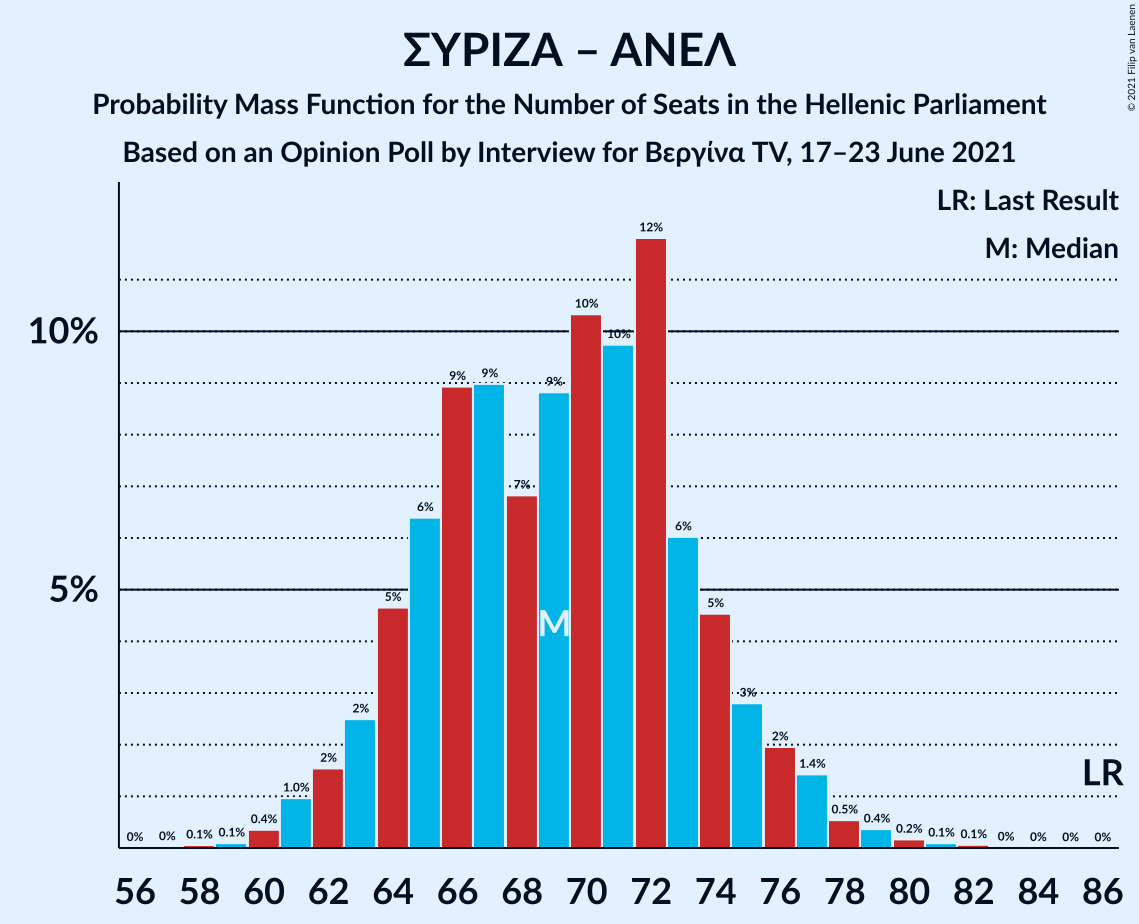 ΣΥΡΙΖΑ – ΑΝΕΛ
Probability Mass Function for the Number of Seats in the Hellenic Parliament
Based on an Opinion Poll by Interview for Βεργίνα TV, 17–23 June 2021
© 2021 Filip van Laenen
LR: Last Result
M: Median
10%
5%
0% 0% 0.1% 0.1% 0.4% 1.0% 2% 2% 5% 6% 9% 9% 7% 9% 10% 10% 12% 6% 5% 3% 2% 1.4% 0.5% 0.4% 0.2% 0.1% 0.1% 0% 0% 0% 0%
M
LR
56 58 60 62 64 66 68 70 72 74 76 78 80 82 84 86